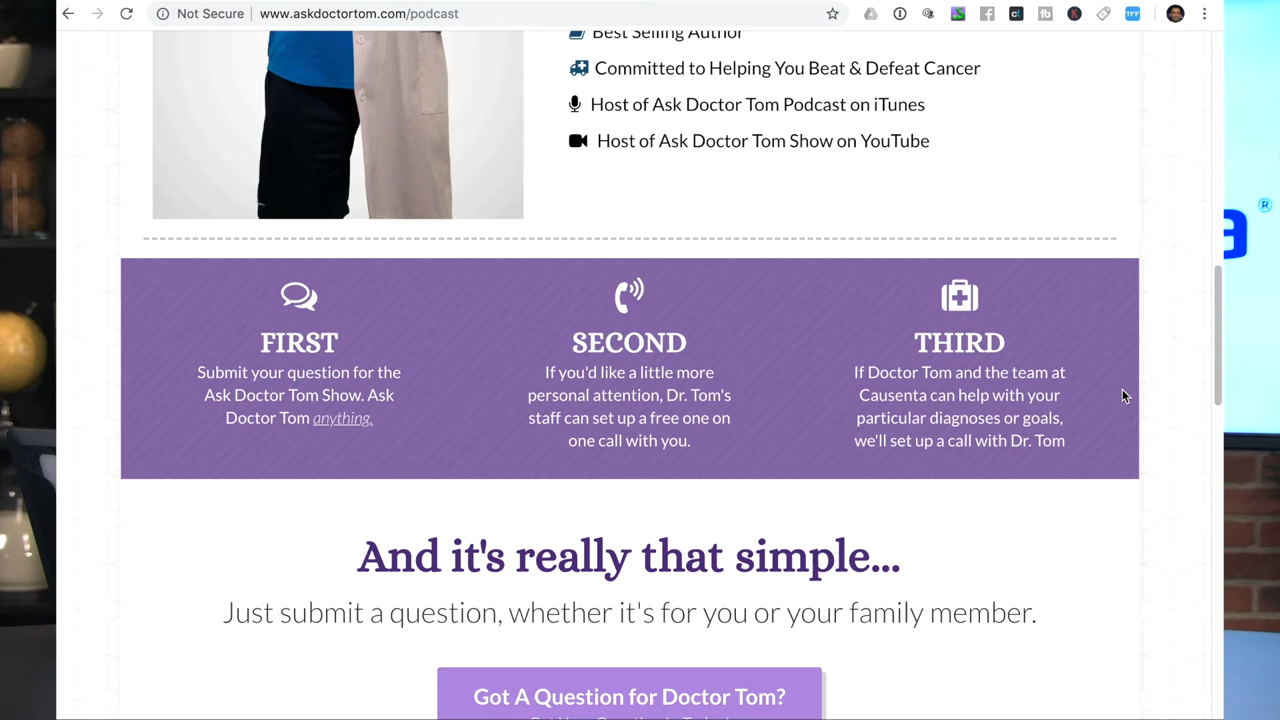 Not Secure www.askdoctortom.com/podcast
Best Selling Author
Committed to Helping You Beat & Defeat Cancer
Host of Ask Doctor Tom Podcast on iTunes
Host of Ask Doctor Tom Show on YouTube
FIRST
Submit your question for the
Ask Doctor Tom Show. Ask
Doctor Tom anything.
SECOND
If you'd like a little more
personal attention, Dr. Tom's
staff can set up a free one on
one call with you.
THIRD
If Doctor Tom and the team at
Causenta can help with your
particular diagnoses or goals,
we'll set up a call with Dr. Tom
And it's really that simple...
Just submit a question, whether it's for you or your family member.
Got A Question for Doctor Tom?